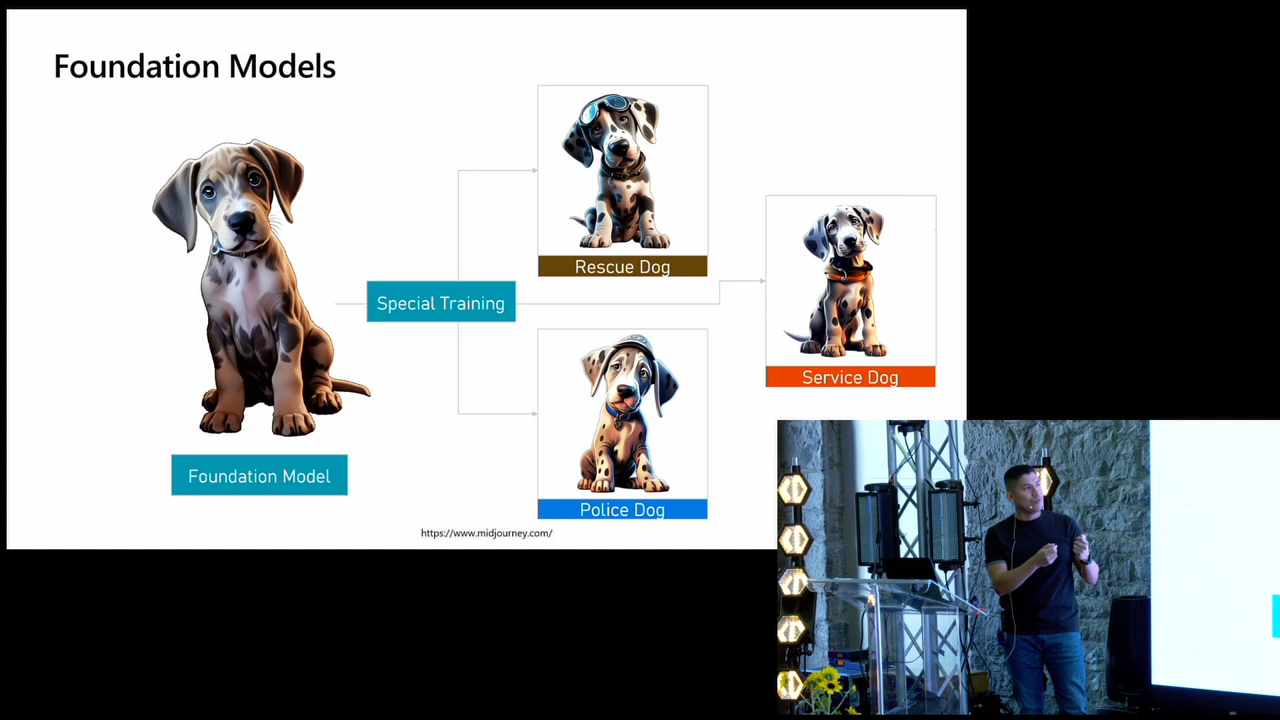 Foundation Models
Rescue Dog
Special Training
Service Dog
Foundation Model
Police Dog
https://www.midjourney.com/